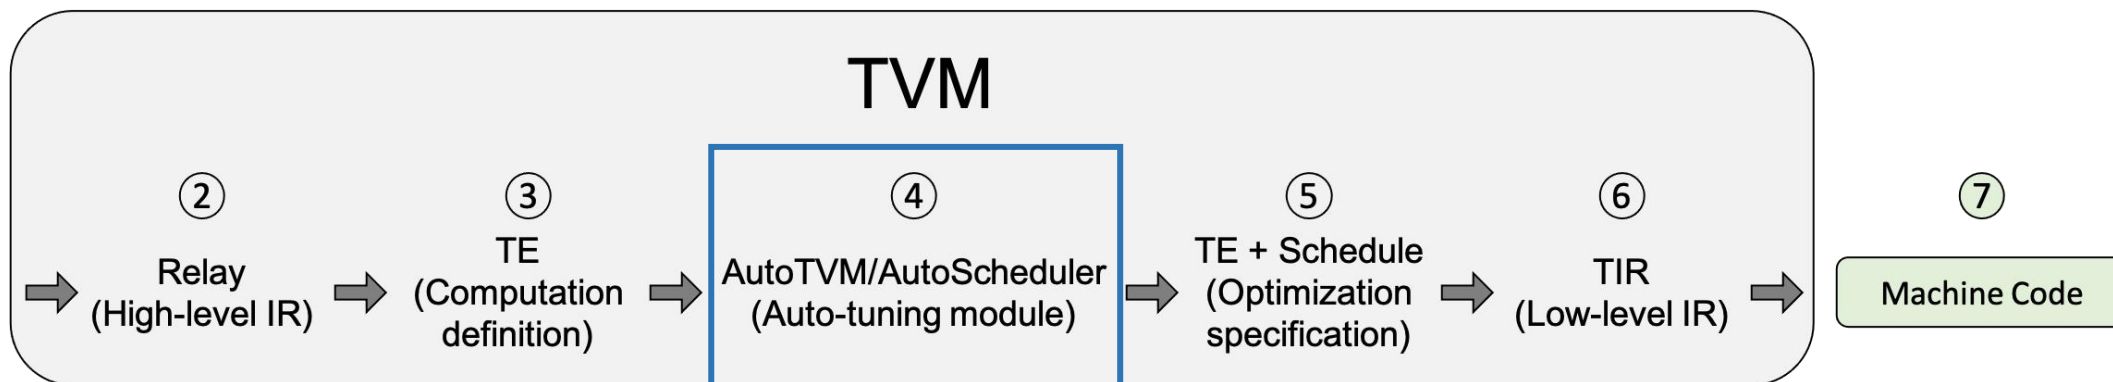 TVM
②
Relay
(High-level IR)
③
TE
(Computation
definition)
④
AutoTVM/AutoScheduler
(Auto-tuning module)
⑤
TE + Schedule
(Optimization
specification)
⑥
TIR
(Low-level IR)
⑦
Machine Code